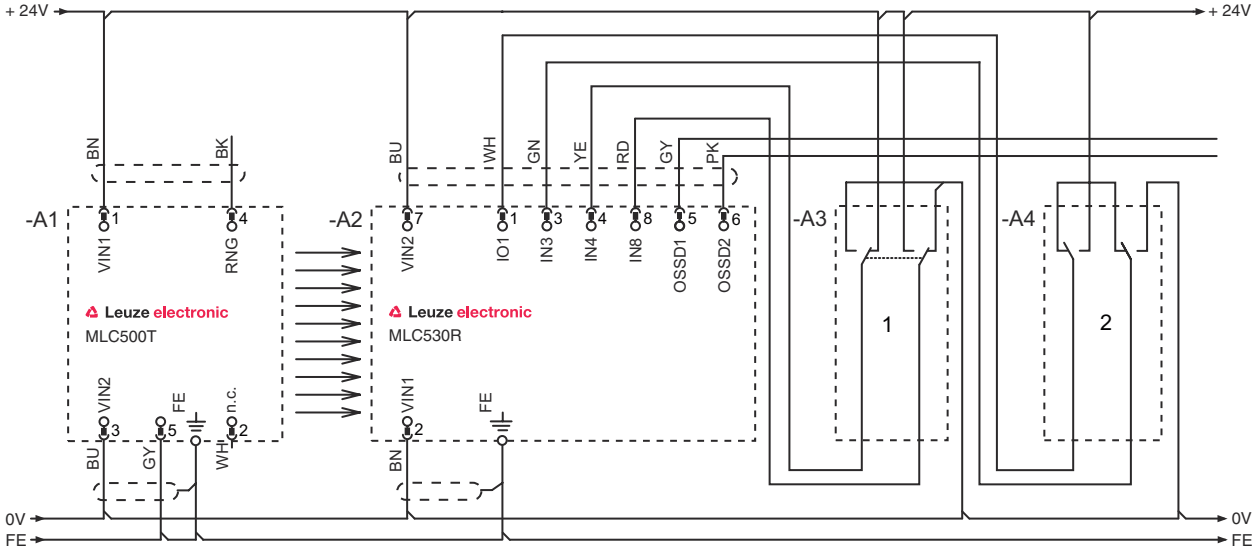 + 24V
+ 24V
BN
BK
BU
WH
GN
YE
RD
GY
PK
-A1
1
4
-A2
7
1
3
4
8
5
6
-A3
-A4
VIN1
RNG
VIN2
IO1
IN3
IN4
IN8
OSSD1
OSSD2
Leuze electronic
MLC500T
Leuze electronic
MLC530R
1
2
VIN2
FE
n.c.
VIN1
FE
3
5
2
2
BU
GY
WH
BN
0V
0V
FE
FE